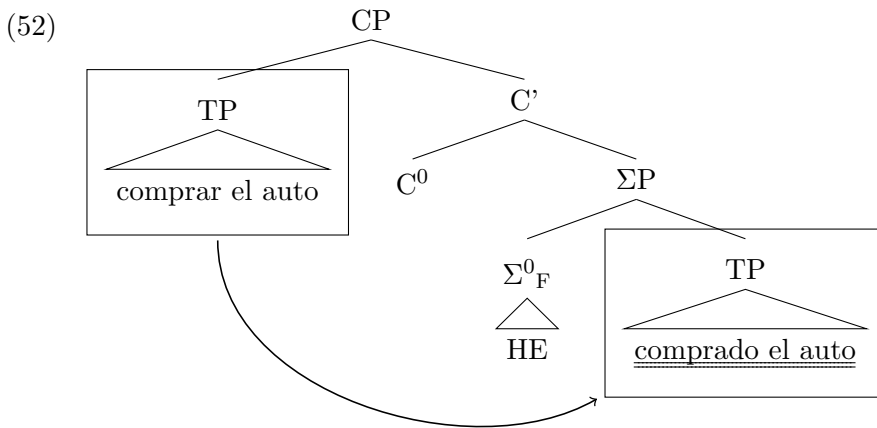 (52)
CP
TP
C’
comprar el auto
C⁰
ΣP
Σ⁰F
TP
HE
comprado el auto